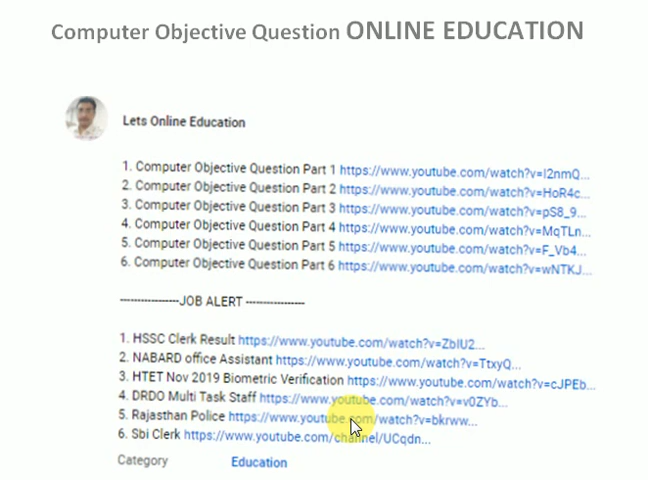 Computer Objective Question ONLINE EDUCATION
Lets Online Education
1. Computer Objective Question Part 1 https://www.youtube.com/watch?v=I2nmQ...
2. Computer Objective Question Part 2 https://www.youtube.com/watch?v=HoR4c...
3. Computer Objective Question Part 3 https://www.youtube.com/watch?v=pS8_9...
4. Computer Objective Question Part 4 https://www.youtube.com/watch?v=MqTLn...
5. Computer Objective Question Part 5 https://www.youtube.com/watch?v=F_Vb4...
6. Computer Objective Question Part 6 https://www.youtube.com/watch?v=wNTKJ...
-----------------JOB ALERT -----------------
1. HSSC Clerk Result https://www.youtube.com/watch?v=ZbIU2...
2. NABARD office Assistant https://www.youtube.com/watch?v=TtxyQ...
3. HTET Nov 2019 Biometric Verification https://www.youtube.com/watch?v=cJPEb...
4. DRDO Multi Task Staff https://www.youtube.com/watch?v=v0ZYb...
5. Rajasthan Police https://www.youtube.com/watch?v=bkrww...
6. Sbi Clerk https://www.youtube.com/channel/UCqdn...
Category Education